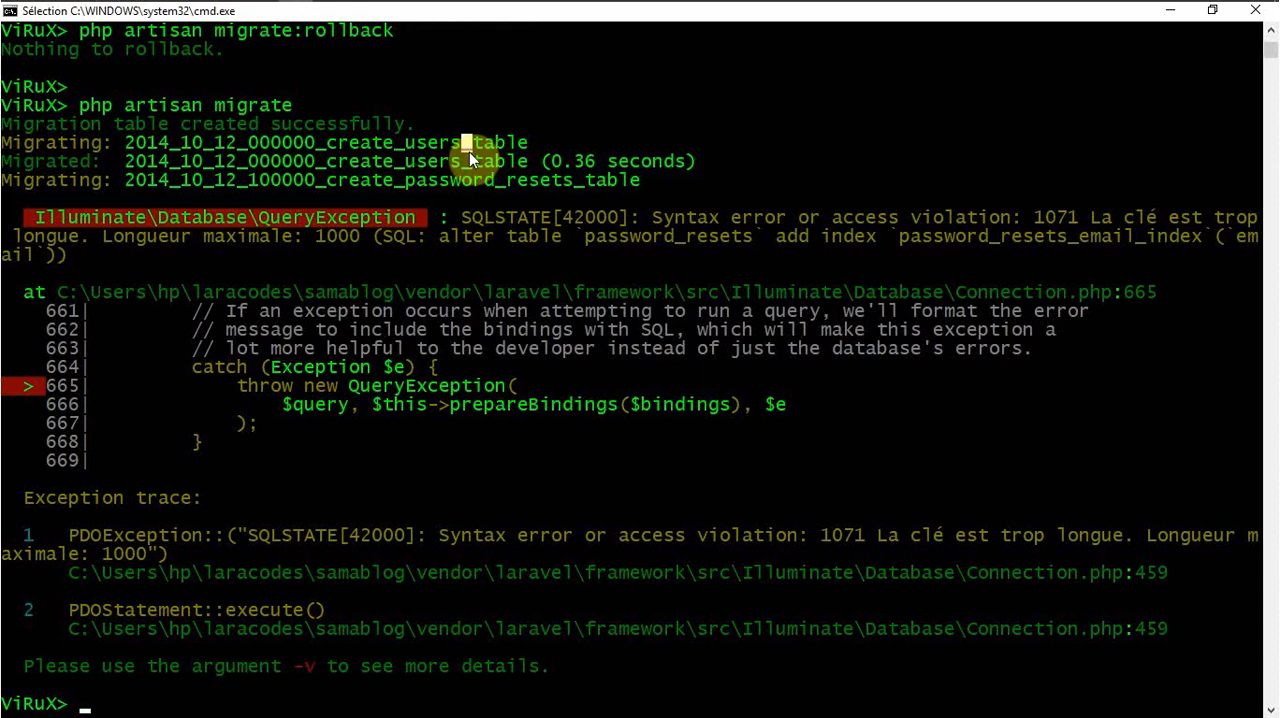 Sélection C:\WINDOWS\system32\cmd.exe
ViRuX> php artisan migrate:rollback
Nothing to rollback.
ViRuX>
ViRuX> php artisan migrate
Migration table created successfully.
Migrating: 2014_10_12_000000_create_users_table
Migrated:  2014_10_12_000000_create_users_table (0.36 seconds)
Migrating: 2014_10_12_100000_create_password_resets_table
Illuminate\Database\QueryException : SQLSTATE[42000]: Syntax error or access violation: 1071 La clé est trop
longue. Longueur maximale: 1000 (SQL: alter table `password_resets` add index `password_resets_email_index`(`em
ail`))
at C:\Users\hp\laracodes\samablog\vendor\laravel\framework\src\Illuminate\Database\Connection.php:665
661| // If an exception occurs when attempting to run a query, we'll format the error
662| // message to include the bindings with SQL, which will make this exception a
663| // lot more helpful to the developer instead of just the database's errors.
664| catch (Exception $e) {
> 665| throw new QueryException(
666| $query, $this->prepareBindings($bindings), $e
667| );
668| }
669|
Exception trace:
1 PDOException::("SQLSTATE[42000]: Syntax error or access violation: 1071 La clé est trop longue. Longueur m
aximale: 1000")
C:\Users\hp\laracodes\samablog\vendor\laravel\framework\src\Illuminate\Database\Connection.php:459
2 PDOStatement::execute()
C:\Users\hp\laracodes\samablog\vendor\laravel\framework\src\Illuminate\Database\Connection.php:459
Please use the argument -v to see more details.
ViRuX> _